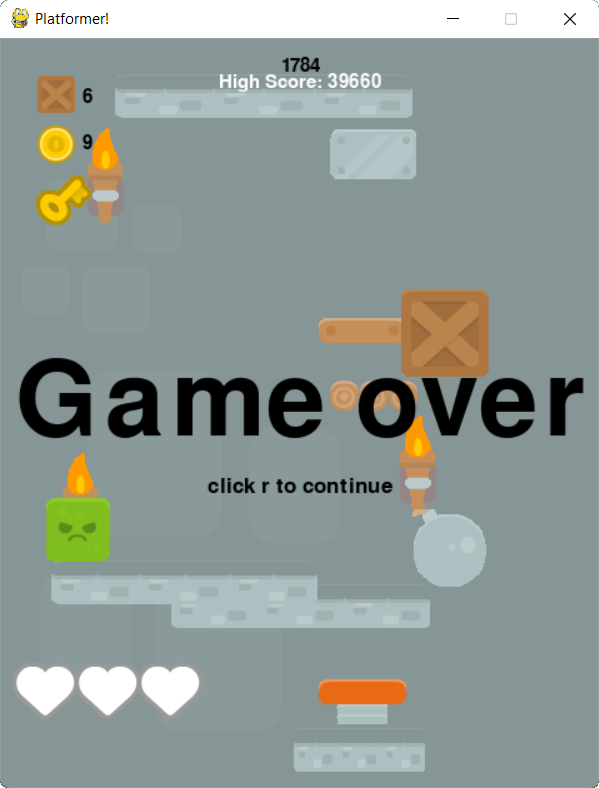 Platformer!
1784
High Score: 39660
6
9
Game over
click r to continue